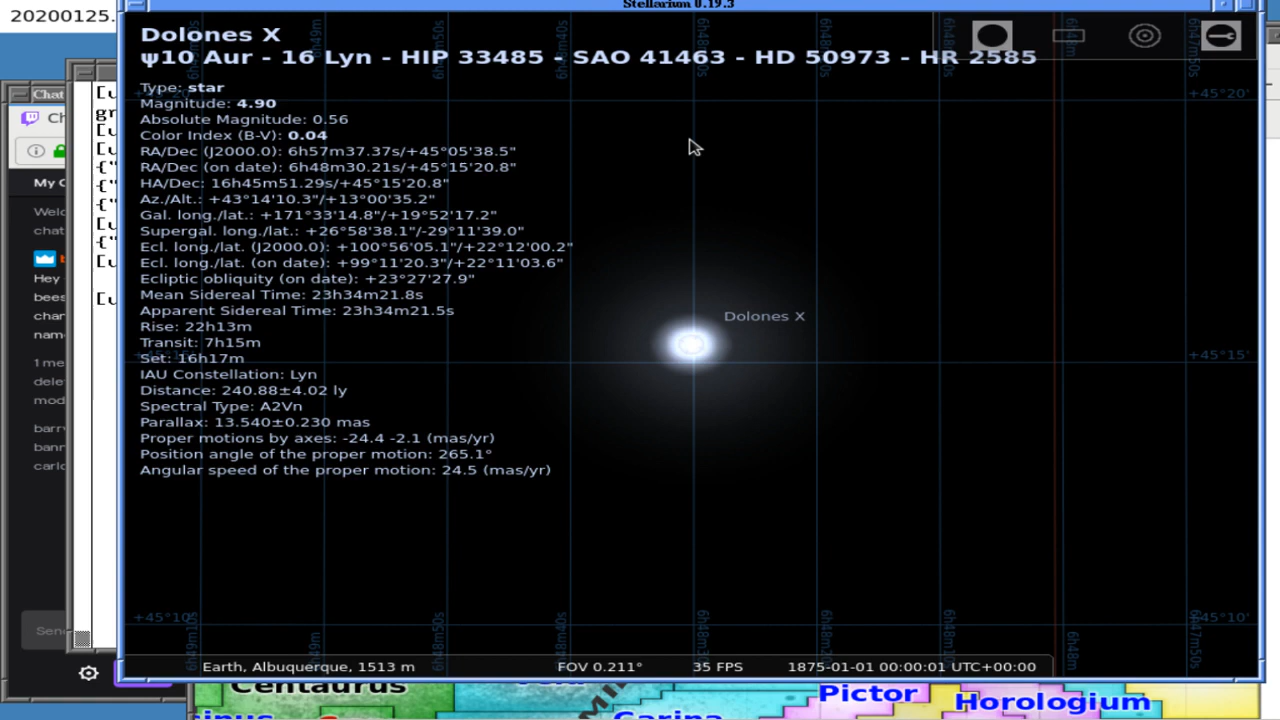 20200125.
Stellarium 0.19.3
Dolones X
ψ10 Aur - 16 Lyn - HIP 33485 - SAO 41463 - HD 50973 - HR 2585
Type: star
Magnitude: 4.90
Absolute Magnitude: 0.56
Color Index (B-V): 0.04
RA/Dec (J2000.0): 6h57m37.37s/+45°05'38.5"
RA/Dec (on date): 6h48m30.21s/+45°15'20.8"
HA/Dec: 16h45m51.29s/+45°15'20.8"
Az./Alt.: +43°14'10.3"/+13°00'35.2"
Gal. long./lat.: +171°33'14.8"/+19°52'17.2"
Supergal. long./lat.: +26°58'38.1"/-29°11'39.0"
Ecl. long./lat. (J2000.0): +100°56'05.1"/+22°12'00.2"
Ecl. long./lat. (on date): +99°11'20.3"/+22°11'03.6"
Ecliptic obliquity (on date): +23°27'27.9"
Mean Sidereal Time: 23h34m21.8s
Apparent Sidereal Time: 23h34m21.5s
Rise: 22h13m
Transit: 7h15m
Set: 16h17m
IAU Constellation: Lyn
Distance: 240.88±4.02 ly
Spectral Type: A2Vn
Parallax: 13.540±0.230 mas
Proper motions by axes: -24.4 -2.1 (mas/yr)
Position angle of the proper motion: 265.1°
Angular speed of the proper motion: 24.5 (mas/yr)
Dolones X
+45°20'
+45°15'
+45°10'
+45°10'
6h49m10s
6h49m
6h48m50s
6h48m40s
6h48m
6h47m50s
Earth, Albuquerque, 1513 m
FOV 0.211°
35 FPS
1875-01-01 00:00:01 UTC+00:00
Chat
My C
Hey
Centaurus
Carina
Pictor
Horologium